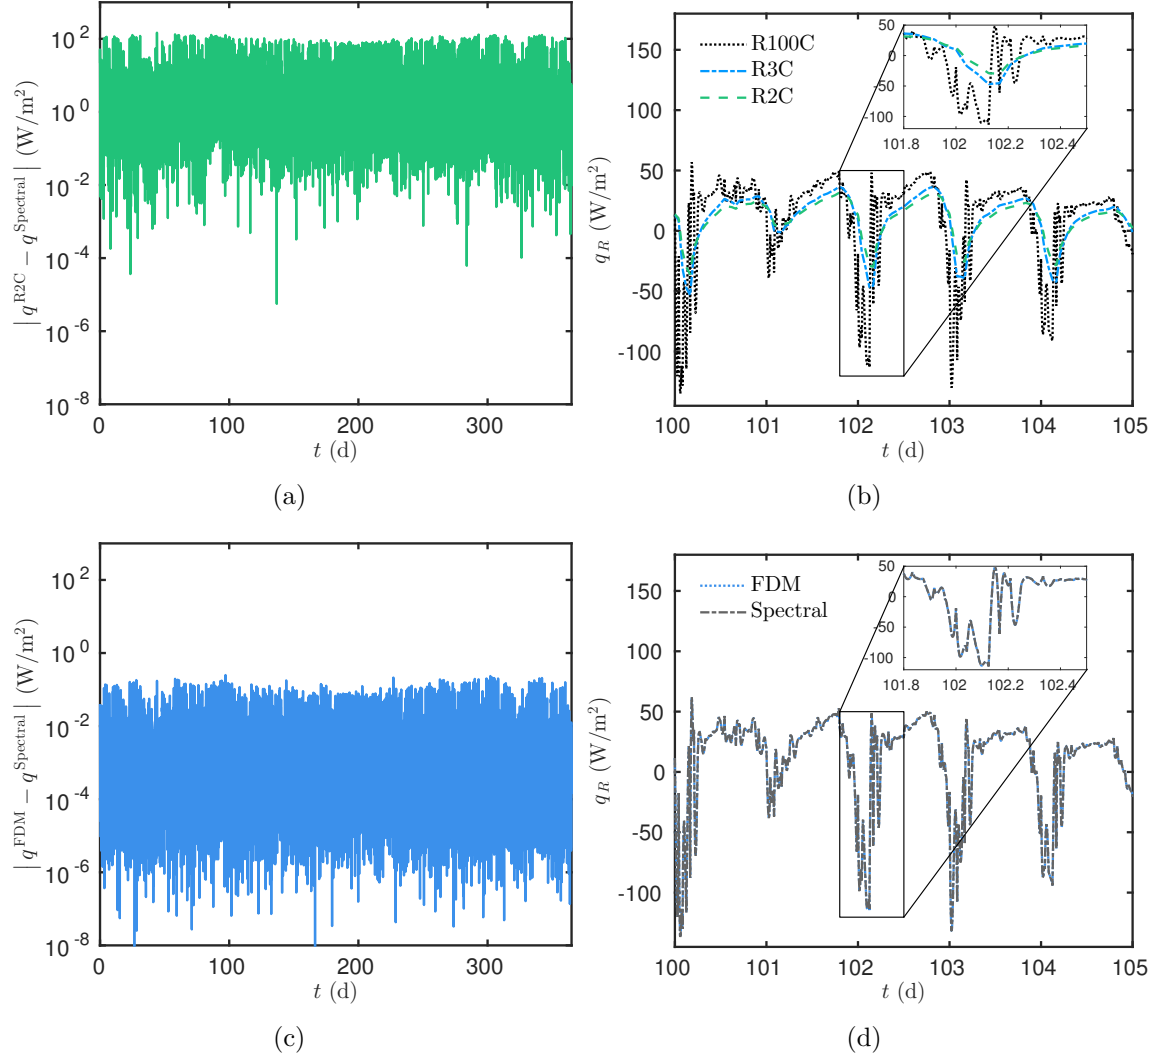 10^2
10^0
10^-2
10^-4
10^-6
10^-8
| q^R2C − q^Spectral | (W/m²)
0 100 200 300
t (d)
(a)
150
100
50
0
-50
-100
q_R (W/m²)
R100C
R3C
R2C
50
0
-50
-100
101.8 102 102.2 102.4
100 101 102 103 104 105
t (d)
(b)
10^2
10^0
10^-2
10^-4
10^-6
10^-8
| q^FDM − q^Spectral | (W/m²)
0 100 200 300
t (d)
(c)
150
100
50
0
-50
-100
q_R (W/m²)
FDM
Spectral
50
0
-50
-100
101.8 102 102.2 102.4
100 101 102 103 104 105
t (d)
(d)